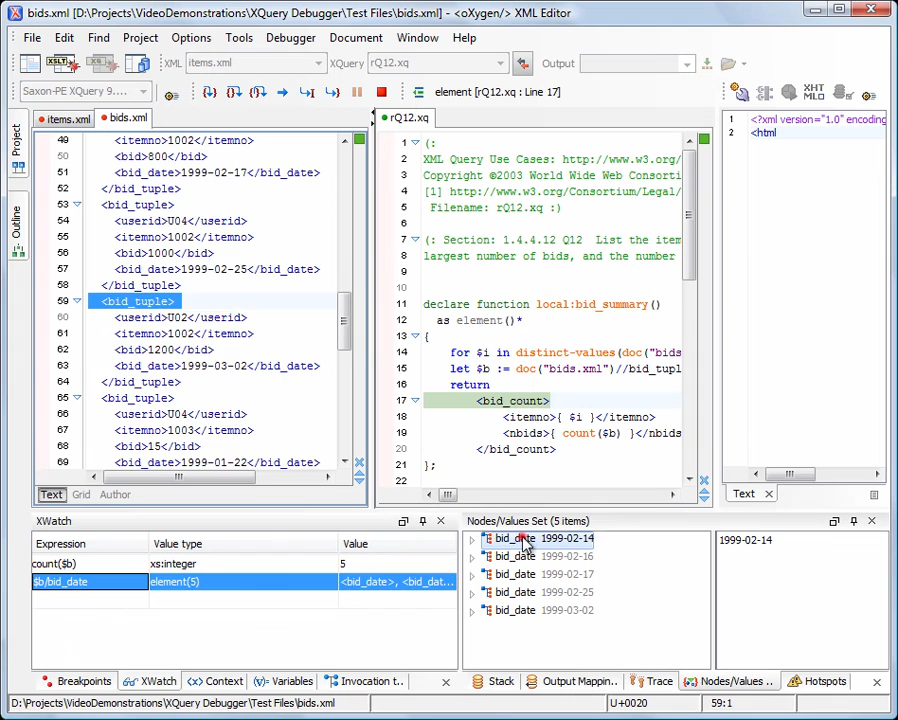 bids.xml [D:\Projects\VideoDemonstrations\XQuery Debugger\Test Files\bids.xml] - <oXygen/> XML Editor
File Edit Find Project Options Tools Debugger Document Window Help
XSLT XML items.xml XQuery rQ12.xq Output
Saxon-PE XQuery 9.... element [rQ12.xq : Line 17] XHT MLO
Project
Outline
items.xml bids.xml
49 <itemno>1002</itemno>
50 <bid>800</bid>
51 <bid_date>1999-02-17</bid_date>
52 </bid_tuple>
53 <bid_tuple>
54 <userid>U04</userid>
55 <itemno>1002</itemno>
56 <bid>1000</bid>
57 <bid_date>1999-02-25</bid_date>
58 </bid_tuple>
59 <bid_tuple>
60 <userid>U02</userid>
61 <itemno>1002</itemno>
62 <bid>1200</bid>
63 <bid_date>1999-03-02</bid_date>
64 </bid_tuple>
65 <bid_tuple>
66 <userid>U04</userid>
67 <itemno>1003</itemno>
68 <bid>15</bid>
69 <bid_date>1999-01-22</bid_date>
Text Grid Author
rQ12.xq
1 (:
2 XML Query Use Cases: http://www.w3.org/
3 Copyright ©2003 World Wide Web Consorti
4 [1] http://www.w3.org/Consortium/Legal/
5 Filename: rQ12.xq :)
6
7 (: Section: 1.4.4.12 Q12 List the item
8 largest number of bids, and the number
9
10
11 declare function local:bid_summary()
12 as element()*
13 {
14 for $i in distinct-values(doc("bids
15 let $b := doc("bids.xml")//bid_tupl
16 return
17 <bid_count>
18 <itemno>{ $i }</itemno>
19 <nbids>{ count($b) }</nbids
20 </bid_count>
21 };
22
1 <?xml version="1.0" encoding
2 <html
Text
XWatch
Expression Value type Value
count($b) xs:integer 5
$b/bid_date element(5) <bid_date>, <bid_dat...
Breakpoints XWatch Context Variables Invocation t..
Nodes/Values Set (5 items)
bid_date 1999-02-14
bid_date 1999-02-16
bid_date 1999-02-17
bid_date 1999-02-25
bid_date 1999-03-02
1999-02-14
Stack Output Mappin.. Trace Nodes/Values .. Hotspots
D:\Projects\VideoDemonstrations\XQuery Debugger\Test Files\bids.xml U+0020 59:1